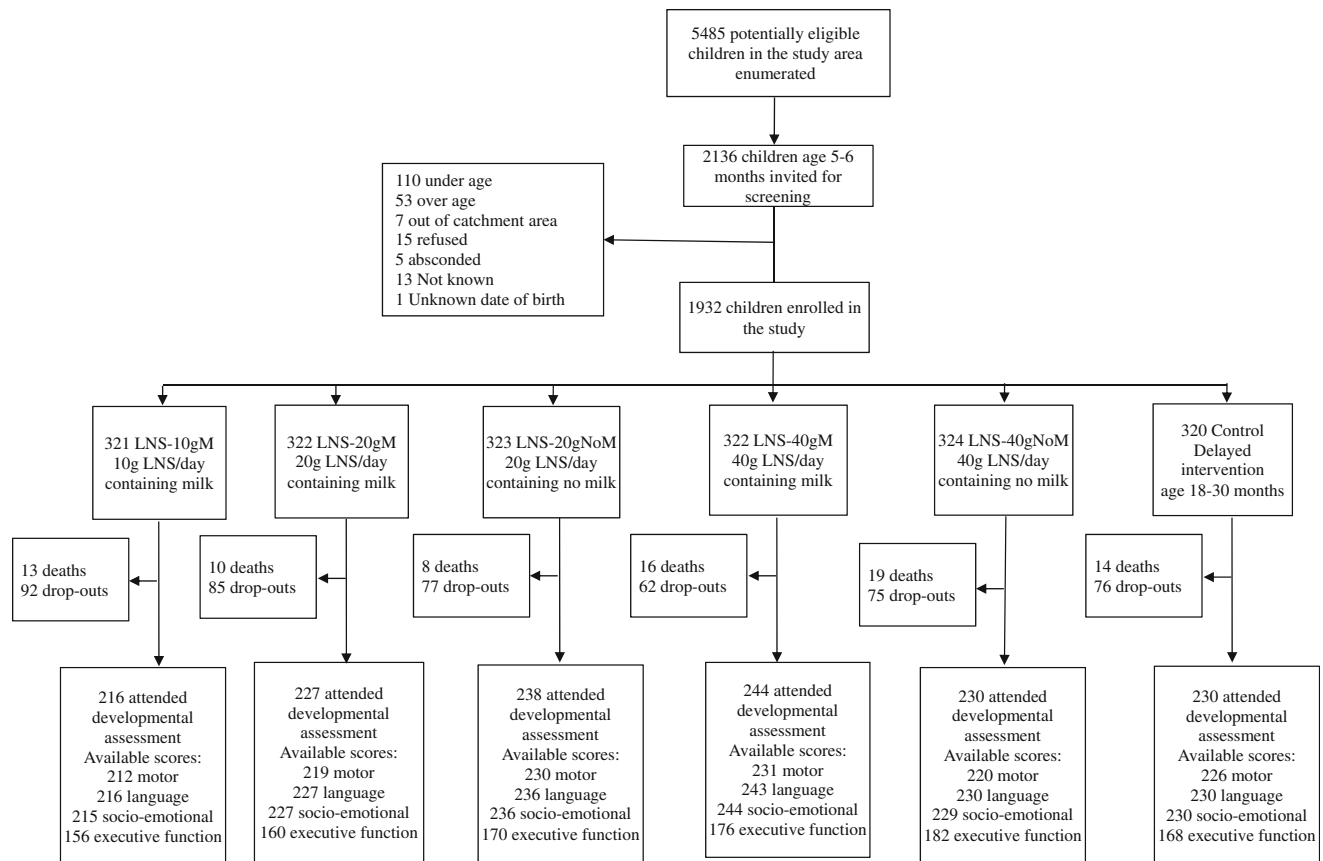 5485 potentially eligible
children in the study area
enumerated
2136 children age 5-6
months invited for
screening
110 under age
53 over age
7 out of catchment area
15 refused
5 absconded
13 Not known
1 Unknown date of birth
1932 children enrolled in
the study
321 LNS-10gM
10g LNS/day
containing milk
322 LNS-20gM
20g LNS/day
containing milk
323 LNS-20gNoM
20g LNS/day
containing no milk
322 LNS-40gM
40g LNS/day
containing milk
324 LNS-40gNoM
40g LNS/day
containing no milk
320 Control
Delayed
intervention
age 18-30 months
13 deaths
92 drop-outs
10 deaths
85 drop-outs
8 deaths
77 drop-outs
16 deaths
62 drop-outs
19 deaths
75 drop-outs
14 deaths
76 drop-outs
216 attended
developmental
assessment
Available scores:
212 motor
216 language
215 socio-emotional
156 executive function
227 attended
developmental
assessment
Available scores:
219 motor
227 language
227 socio-emotional
160 executive function
238 attended
developmental
assessment
Available scores:
230 motor
236 language
236 socio-emotional
170 executive function
244 attended
developmental
assessment
Available scores:
231 motor
243 language
244 socio-emotional
176 executive function
230 attended
developmental
assessment
Available scores:
220 motor
230 language
229 socio-emotional
182 executive function
230 attended
developmental
assessment
Available scores:
226 motor
230 language
230 socio-emotional
168 executive function